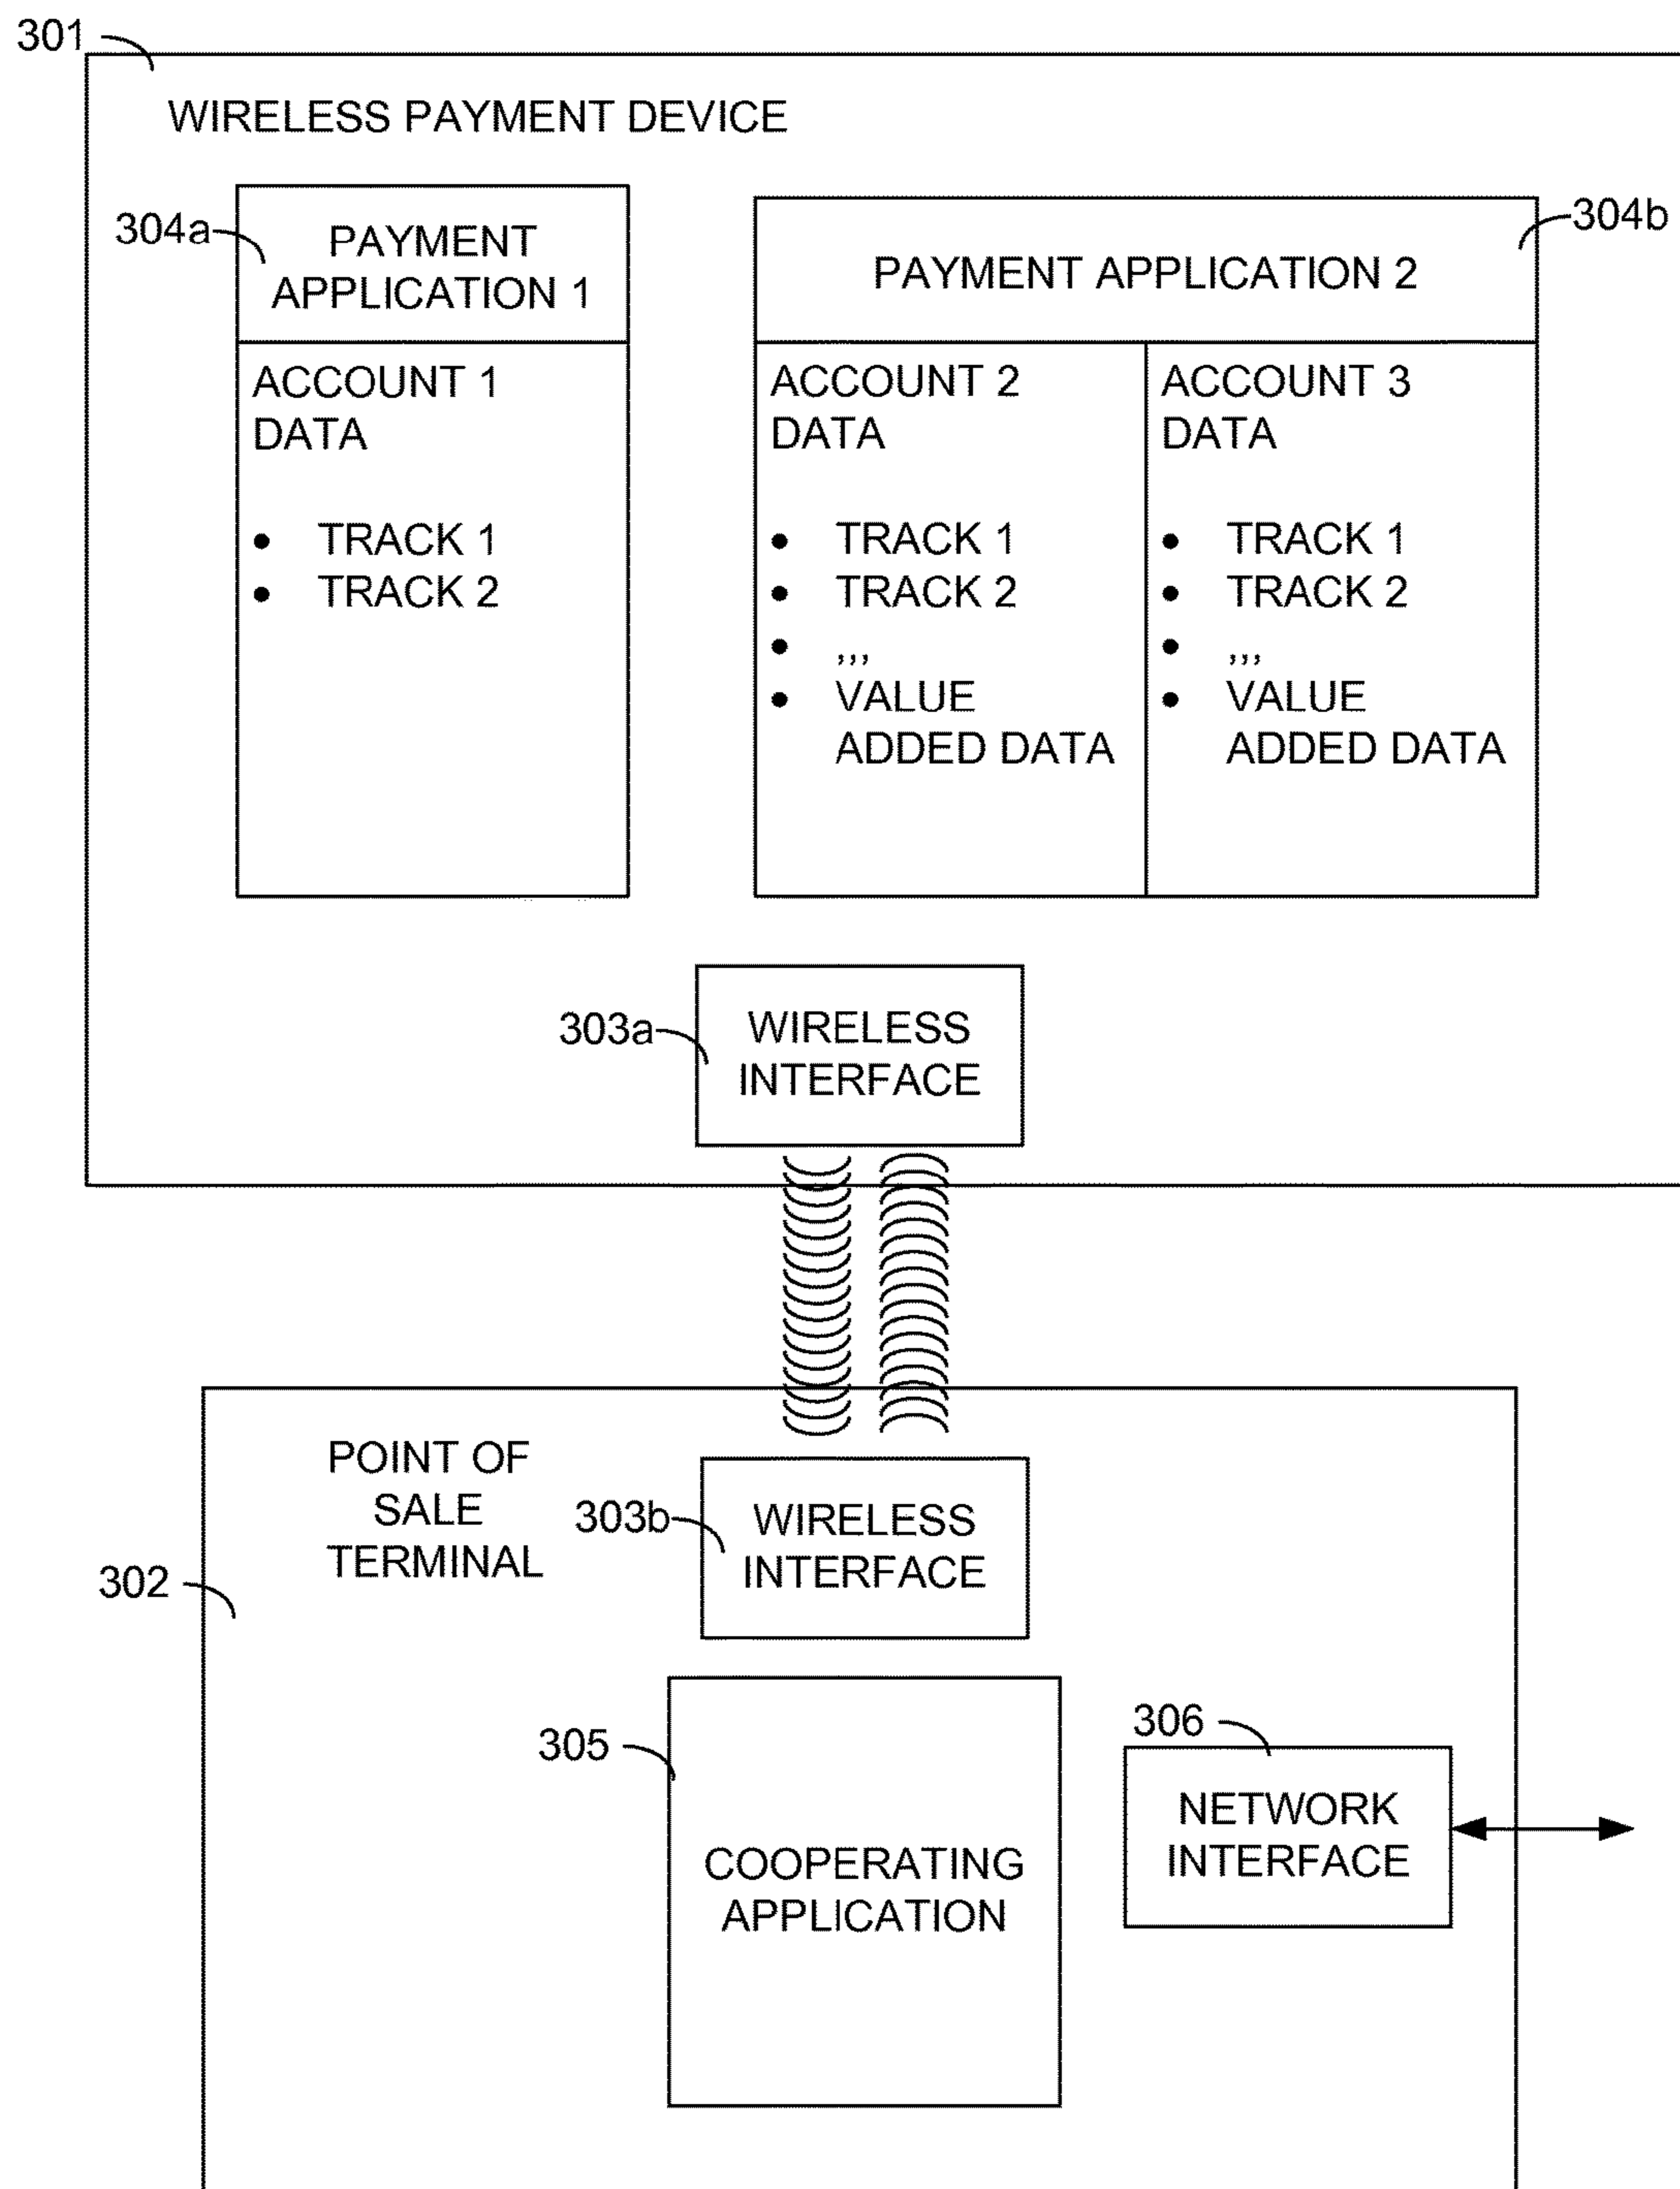 301
WIRELESS PAYMENT DEVICE
304a
PAYMENT
APPLICATION 1
304b
PAYMENT APPLICATION 2
ACCOUNT 1
DATA
• TRACK 1
• TRACK 2
ACCOUNT 2
DATA
• TRACK 1
• TRACK 2
• ,,,
• VALUE
ADDED DATA
ACCOUNT 3
DATA
• TRACK 1
• TRACK 2
• ,,,
• VALUE
ADDED DATA
303a
WIRELESS
INTERFACE
POINT OF
SALE
TERMINAL
302
303b
WIRELESS
INTERFACE
305
COOPERATING
APPLICATION
306
NETWORK
INTERFACE